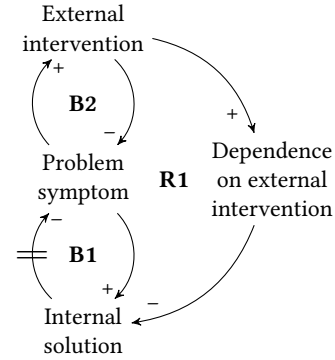 External
intervention
+
B2
−
+
Problem
symptom
R1
Dependence
on external
intervention
−
B1
+
−
Internal
solution